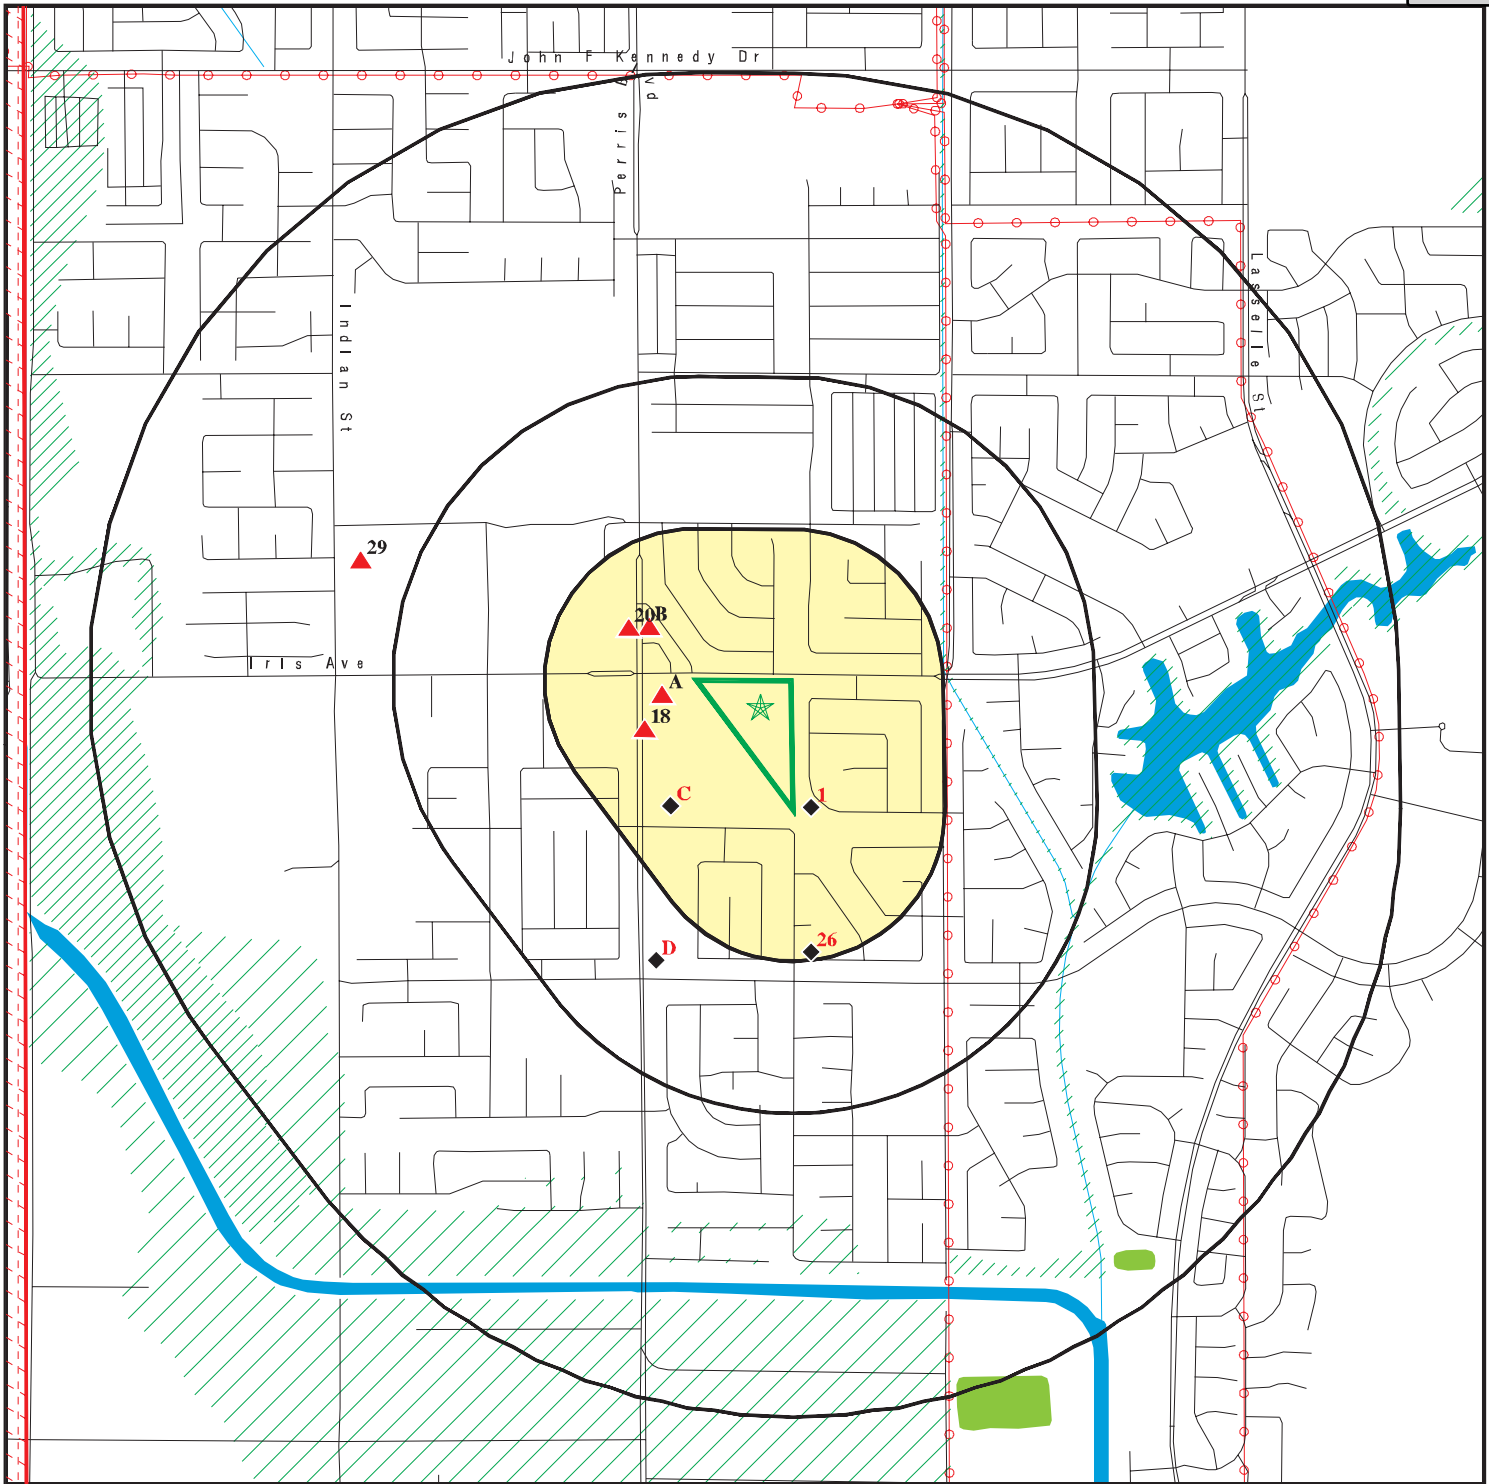 John F Kennedy Dr
Perris Blvd
Lasselle St
Indian St
29
20B
Iris Ave
A
18
C
1
26
D